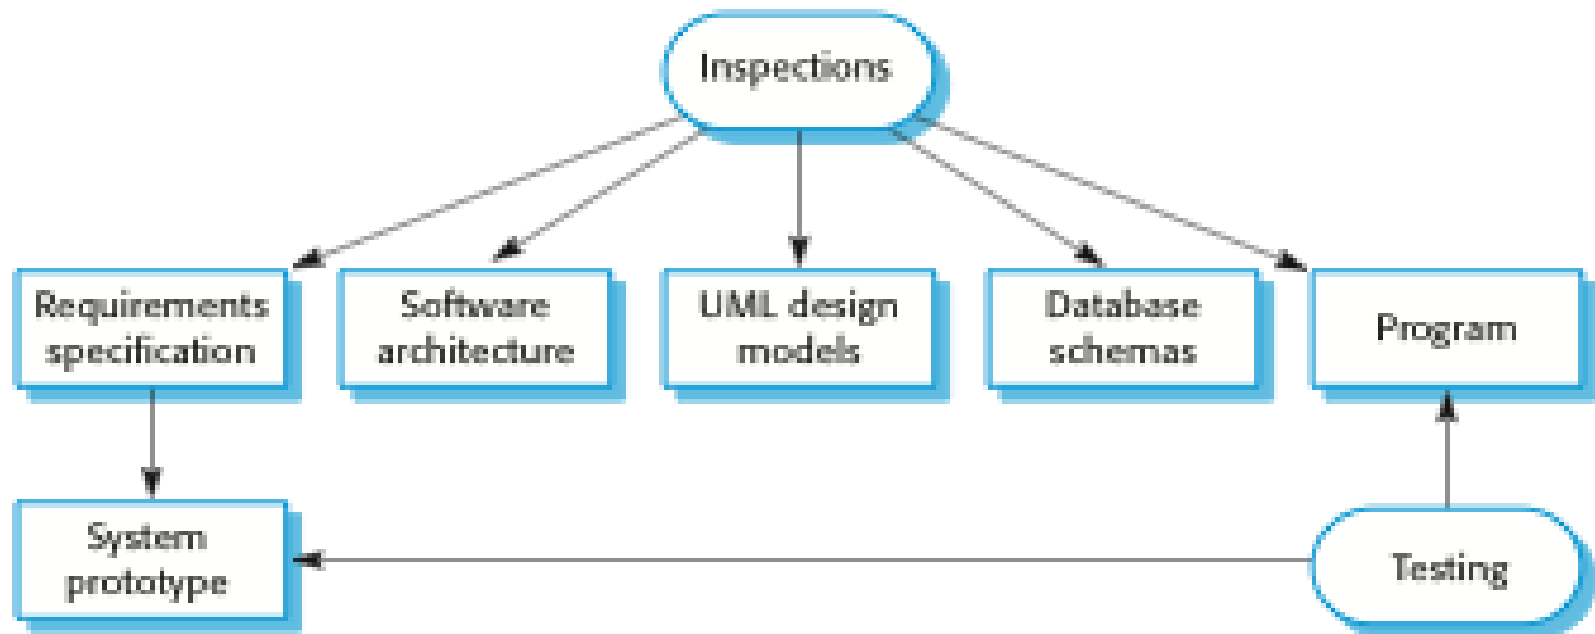 Inspections
Requirements
specification
Software
architecture
UML design
models
Database
schemas
Program
System
prototype
Testing